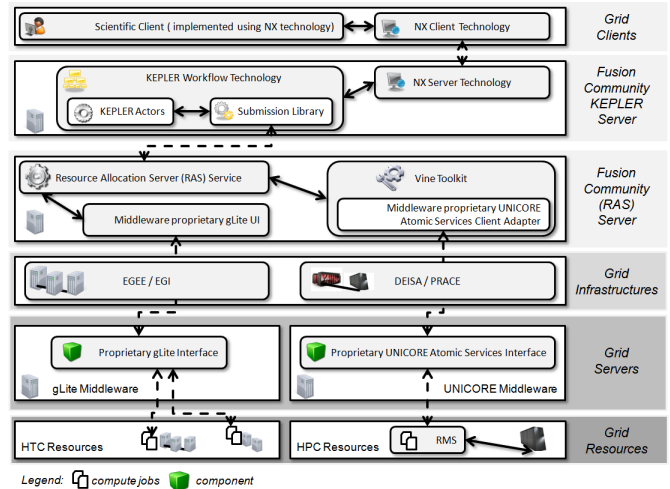 Scientific Client ( implemented using NX technology)
NX Client Technology
Grid
Clients
KEPLER Workflow Technology
KEPLER Actors
Submission Library
NX Server Technology
Fusion
Community
KEPLER
Server
Resource Allocation Server (RAS) Service
Middleware proprietary gLite UI
Vine Toolkit
Middleware proprietary UNICORE
Atomic Services Client Adapter
Fusion
Community
(RAS)
Server
EGEE / EGI
DEISA / PRACE
Grid
Infrastructures
Proprietary gLite Interface
gLite Middleware
Proprietary UNICORE Atomic Services Interface
UNICORE Middleware
Grid
Servers
HTC Resources
HPC Resources
RMS
Grid
Resources
Legend: compute jobs component